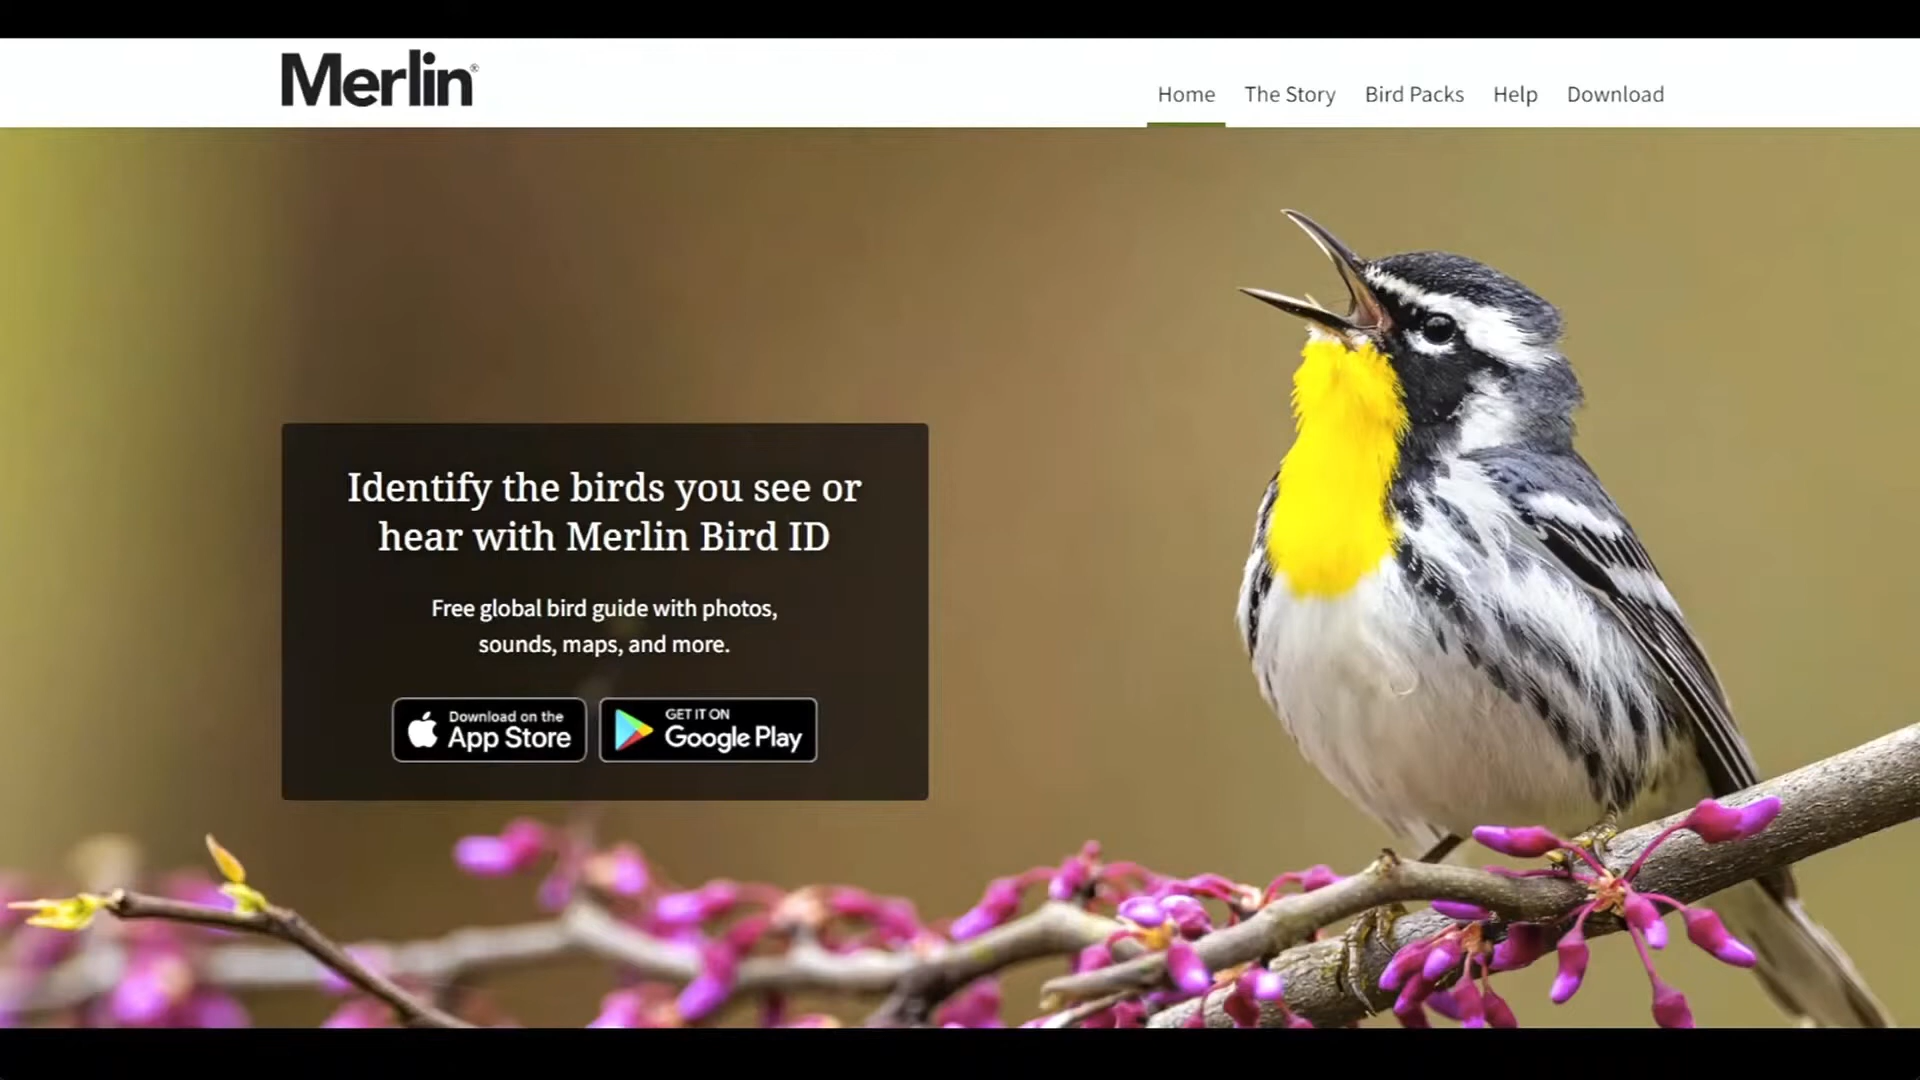 Merlin®
Home The Story Bird Packs Help Download
Identify the birds you see or
hear with Merlin Bird ID
Free global bird guide with photos,
sounds, maps, and more.
Download on the
App Store
GET IT ON
Google Play